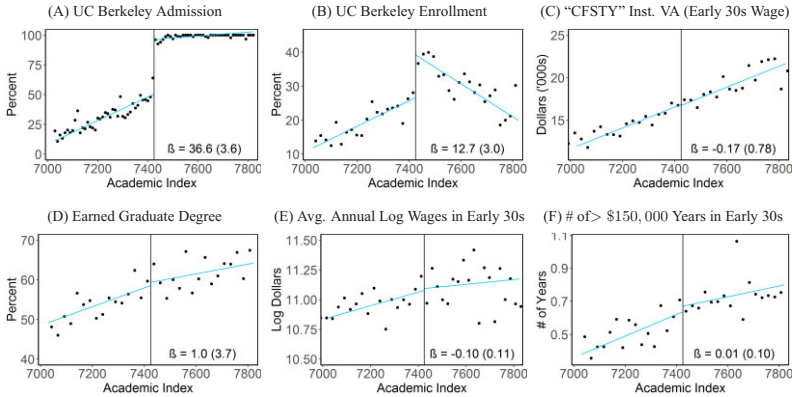 (A) UC Berkeley Admission
Percent
100
75
50
25
0
ß = 36.6 (3.6)
7000 7200 7400 7600 7800
Academic Index
(B) UC Berkeley Enrollment
Percent
40
30
20
10
ß = 12.7 (3.0)
7000 7200 7400 7600 7800
Academic Index
(C) “CFSTY” Inst. VA (Early 30s Wage)
Dollars ('000s)
25
20
15
ß = -0.17 (0.78)
7000 7200 7400 7600 7800
Academic Index
(D) Earned Graduate Degree
Percent
70
60
50
40
ß = 1.0 (3.7)
7000 7200 7400 7600 7800
Academic Index
(E) Avg. Annual Log Wages in Early 30s
Log Dollars
11.50
11.25
11.00
10.75
10.50
ß = -0.10 (0.11)
7000 7200 7400 7600 7800
Academic Index
(F) # of> $150,000 Years in Early 30s
# of Years
1.1
0.9
0.7
0.5
ß = 0.01 (0.10)
7000 7200 7400 7600 7800
Academic Index